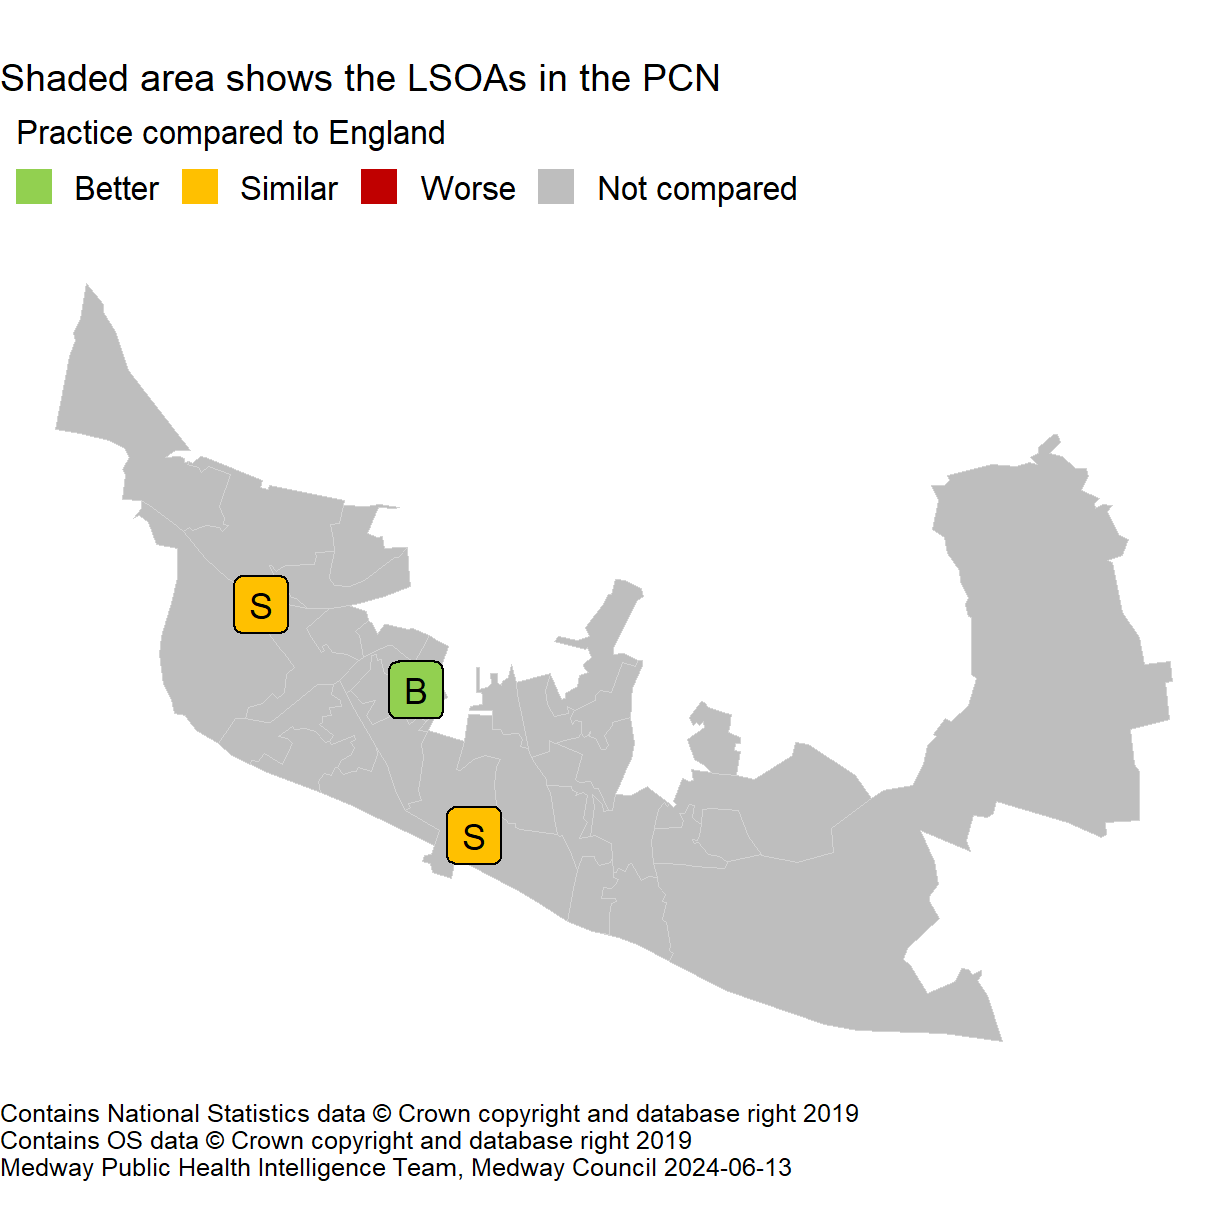 Shaded area shows the LSOAs in the PCN
Practice compared to England
Better Similar Worse Not compared
S
B
S
Contains National Statistics data © Crown copyright and database right 2019
Contains OS data © Crown copyright and database right 2019
Medway Public Health Intelligence Team, Medway Council 2024-06-13